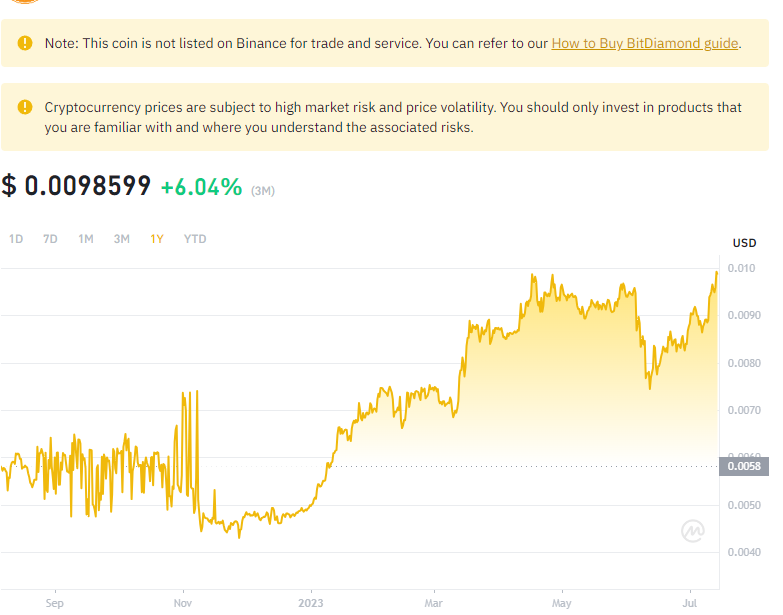 Note: This coin is not listed on Binance for trade and service. You can refer to our How to Buy BitDiamond guide.
Cryptocurrency prices are subject to high market risk and price volatility. You should only invest in products that
you are familiar with and where you understand the associated risks.
$ 0.0098599 +6.04% (3M)
1D 7D 1M 3M 1Y YTD
USD
0.010
0.0090
0.0080
0.0070
0.0060
0.0058
0.0050
0.0040
Sep Nov 2023 Mar May Jul